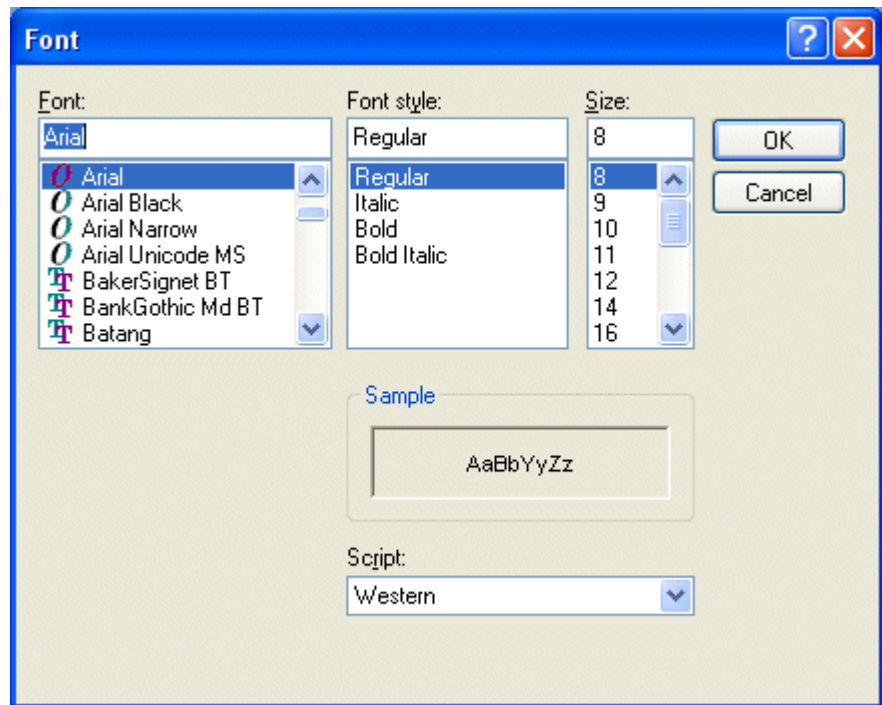 Font
Font: Font style: Size:
Arial Regular 8 OK
Arial Regular 8 Cancel
Arial Black Italic 9
Arial Narrow Bold 10
Arial Unicode MS Bold Italic 11
BakerSignet BT 12
BankGothic Md BT 14
Batang 16
Sample
AaBbYyZz
Script:
Western